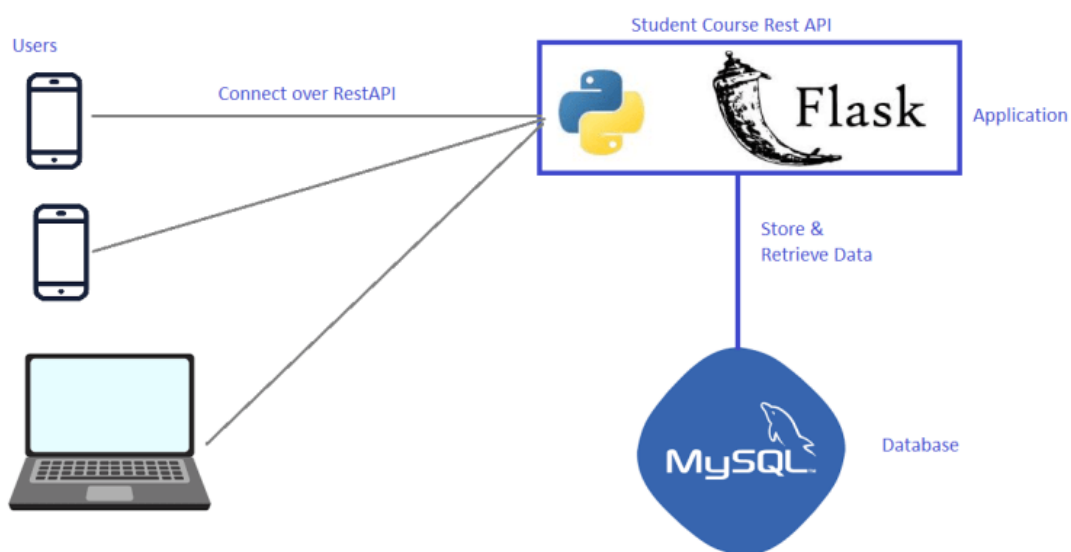 Student Course Rest API
Users
Connect over RestAPI
Flask
Application
Store &
Retrieve Data
MySQL
Database